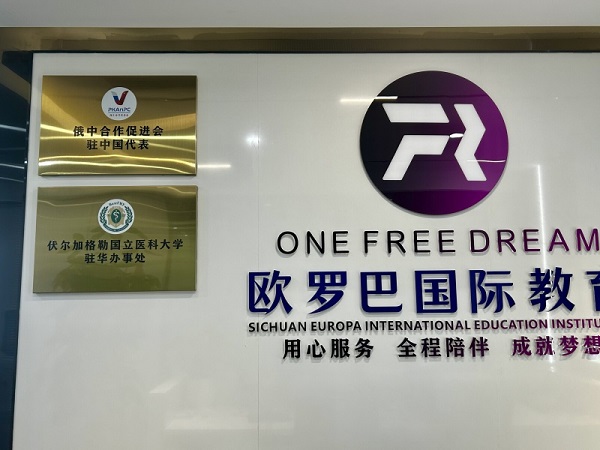 俄中合作促进会
驻中国代表
伏尔加格勒国立医科大学
驻华办事处
ONE FREE DREAM
欧罗巴国际教育
SICHUAN EUROPA INTERNATIONAL EDUCATION
用心服务 全程陪伴 成就梦想